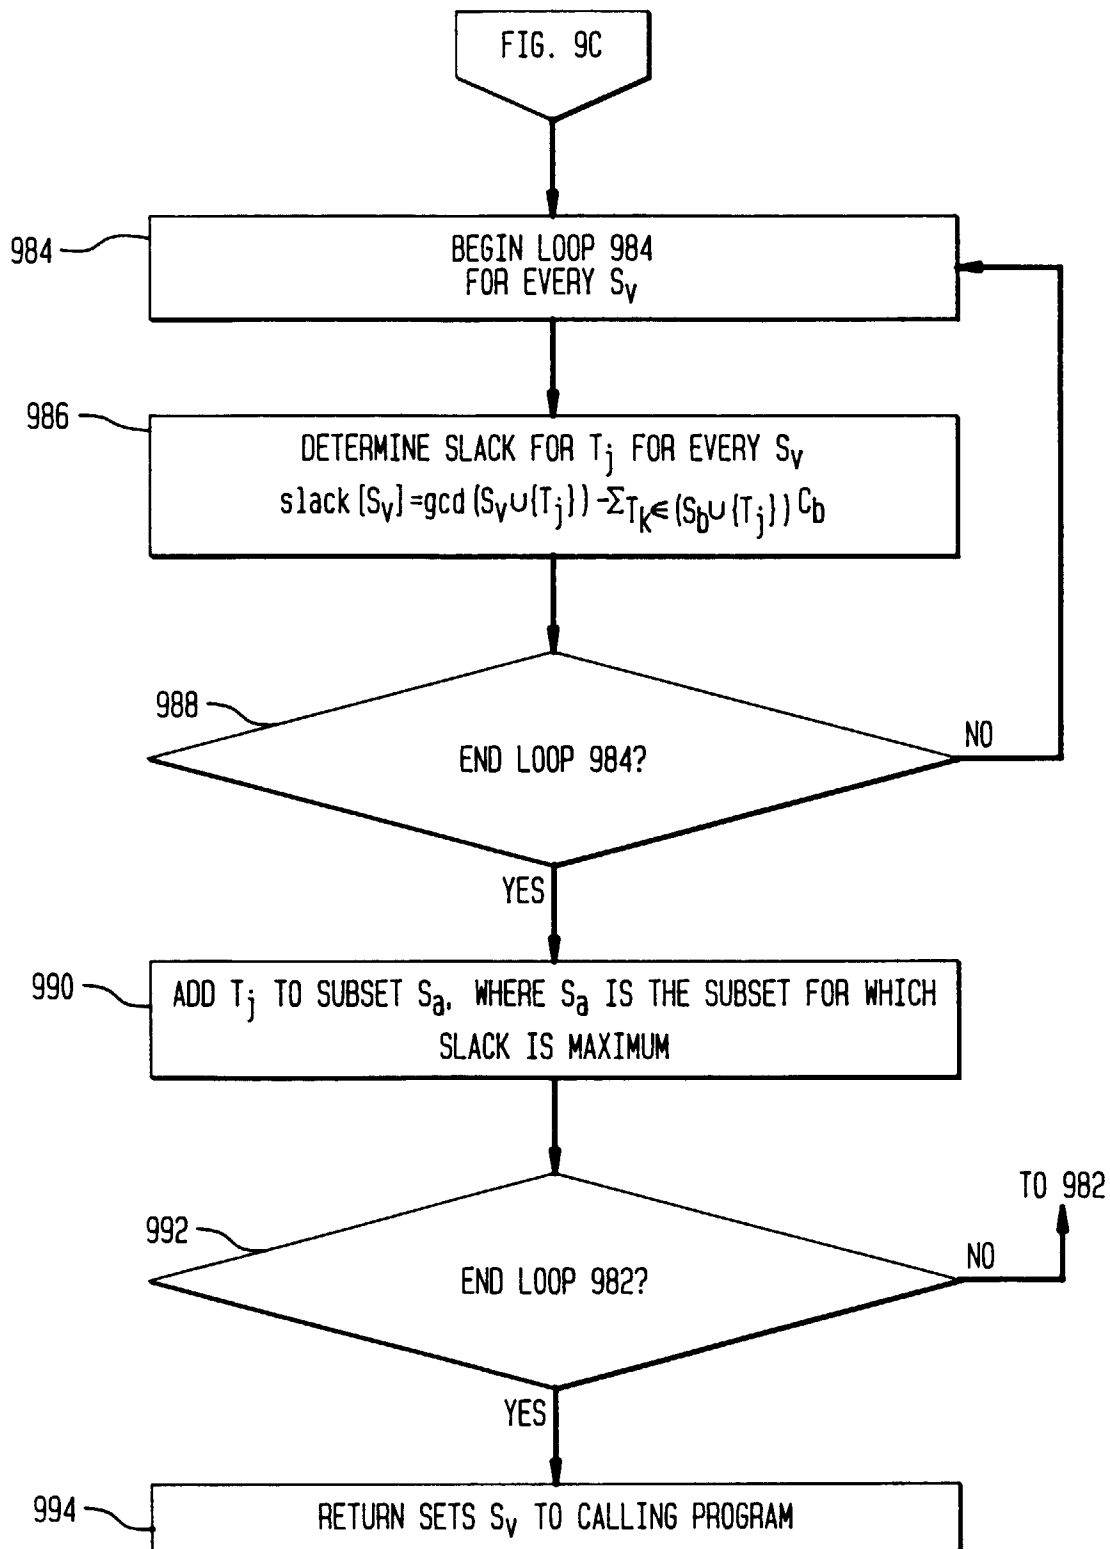 FIG. 9C
984
BEGIN LOOP 984
FOR EVERY Sv
986
DETERMINE SLACK FOR Tj FOR EVERY Sv
slack[Sv]=gcd(Sv∪{Tj})-ΣTk∈(Sb∪{Tj})Cb
988
END LOOP 984?
NO
YES
990
ADD Tj TO SUBSET Sa, WHERE Sa IS THE SUBSET FOR WHICH
SLACK IS MAXIMUM
TO 982
992
END LOOP 982?
NO
YES
994
RETURN SETS Sv TO CALLING PROGRAM